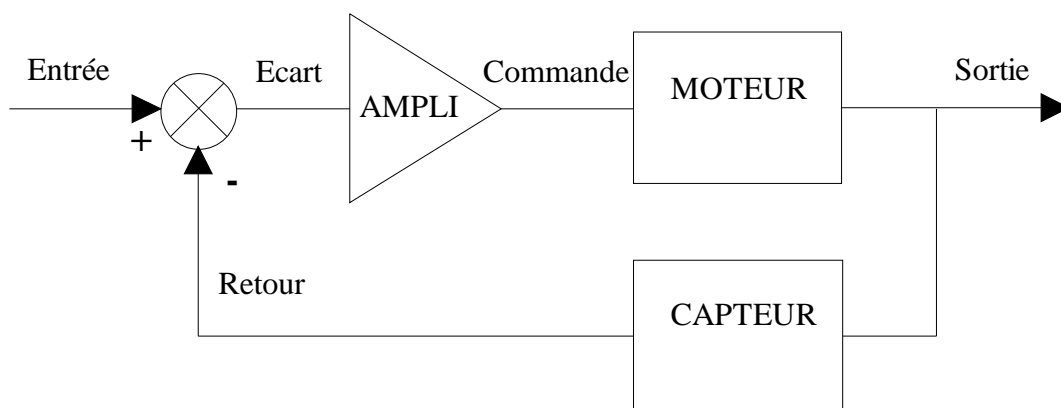 Entrée
Ecart
Commande
Sortie
AMPLI
MOTEUR
+
-
Retour
CAPTEUR